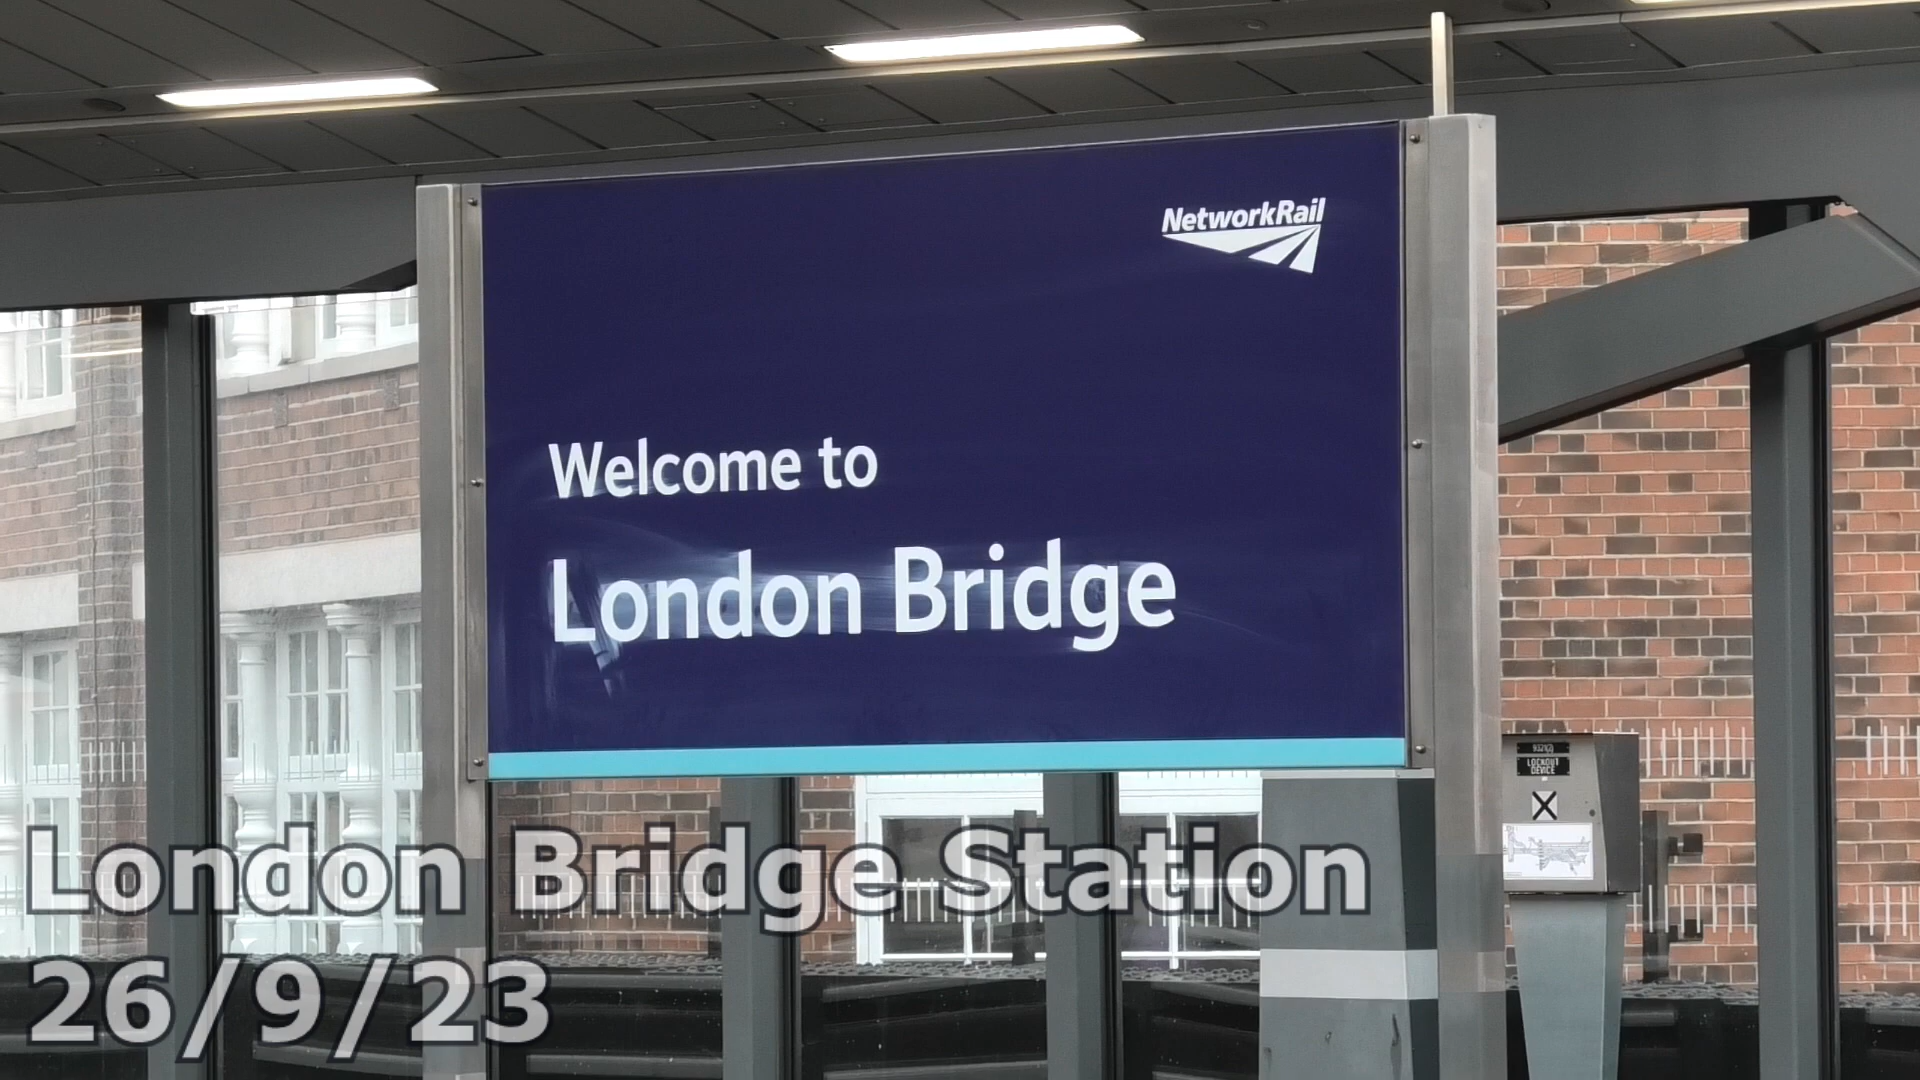 NetworkRail
Welcome to
London Bridge
LOCKOUT
DEVICE
London Bridge Station
26/9/23